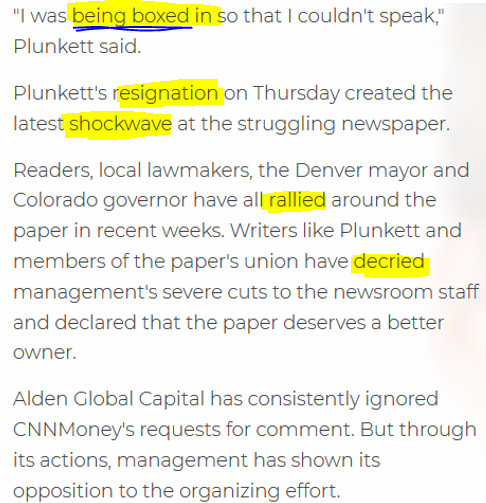 "I was being boxed in so that I couldn't speak,"
Plunkett said.
Plunkett's resignation on Thursday created the
latest shockwave at the struggling newspaper.
Readers, local lawmakers, the Denver mayor and
Colorado governor have all rallied around the
paper in recent weeks. Writers like Plunkett and
members of the paper's union have decried
management's severe cuts to the newsroom staff
and declared that the paper deserves a better
owner.
Alden Global Capital has consistently ignored
CNNMoney's requests for comment. But through
its actions, management has shown its
opposition to the organizing effort.